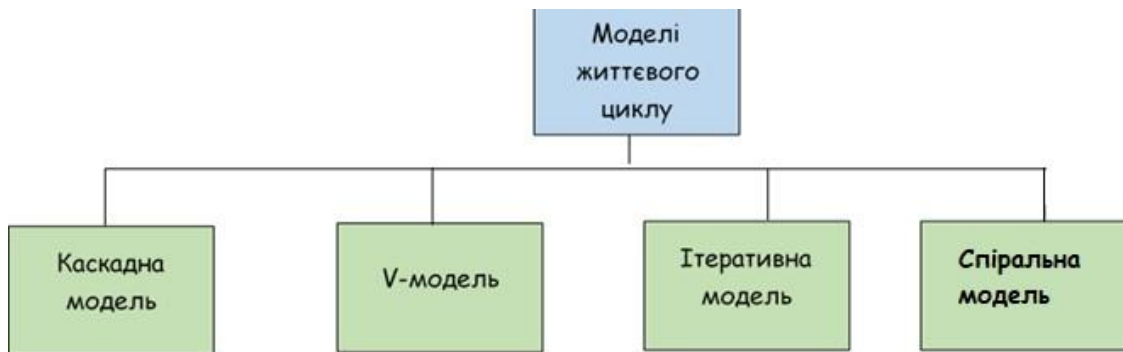 Моделі
життєвого
циклу
Каскадна
модель
V-модель
Ітеративна
модель
Спіральна
модель